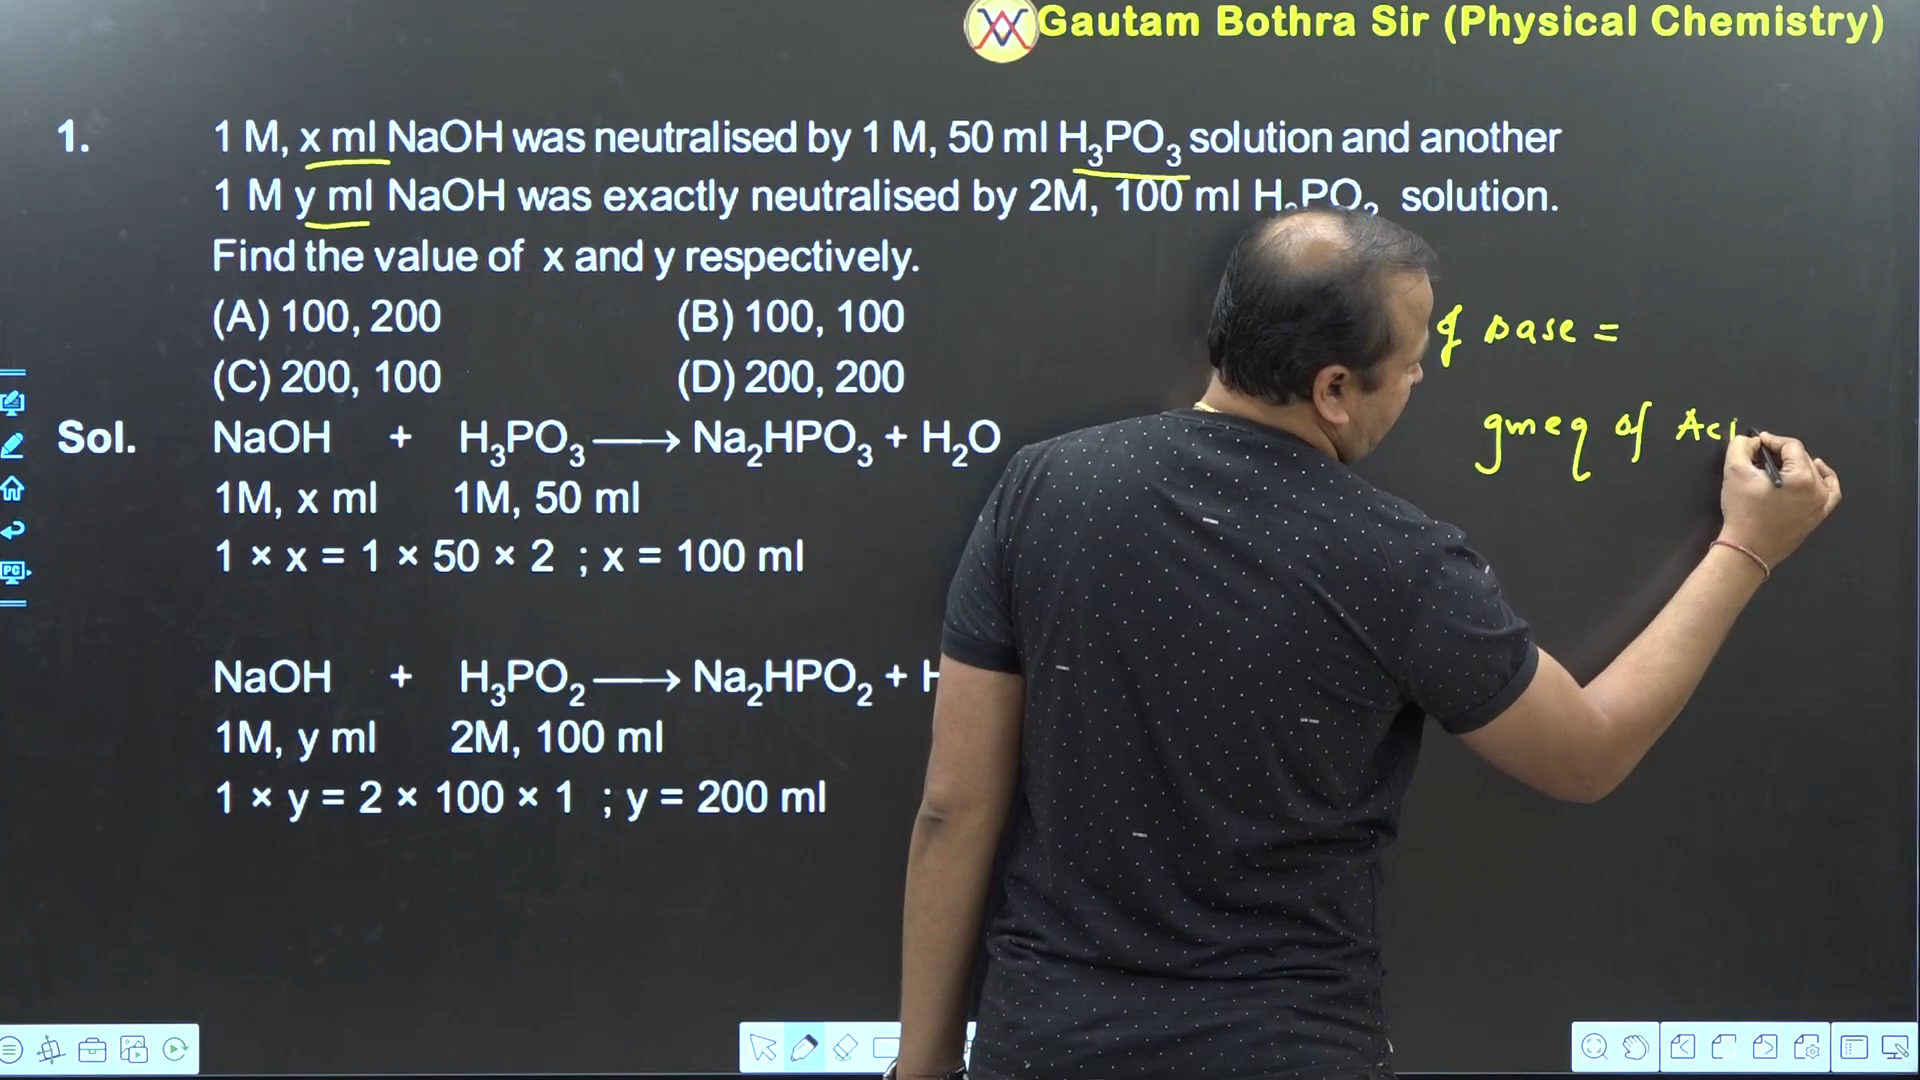 Gautam Bothra Sir (Physical Chemistry)
1. 1 M, x ml NaOH was neutralised by 1 M, 50 ml H₃PO₃ solution and another
1 M y ml NaOH was exactly neutralised by 2M, 100 ml H₃PO₂ solution.
Find the value of x and y respectively.
(A) 100, 200 (B) 100, 100
(C) 200, 100 (D) 200, 200
Sol. NaOH + H₃PO₃ ⟶ Na₂HPO₃ + H₂O
1M, x ml 1M, 50 ml
1 × x = 1 × 50 × 2 ; x = 100 ml
NaOH + H₃PO₂ ⟶ Na₂HPO₂ + H
1M, y ml 2M, 100 ml
1 × y = 2 × 100 × 1 ; y = 200 ml
of base =
gmeq of Aci
PC